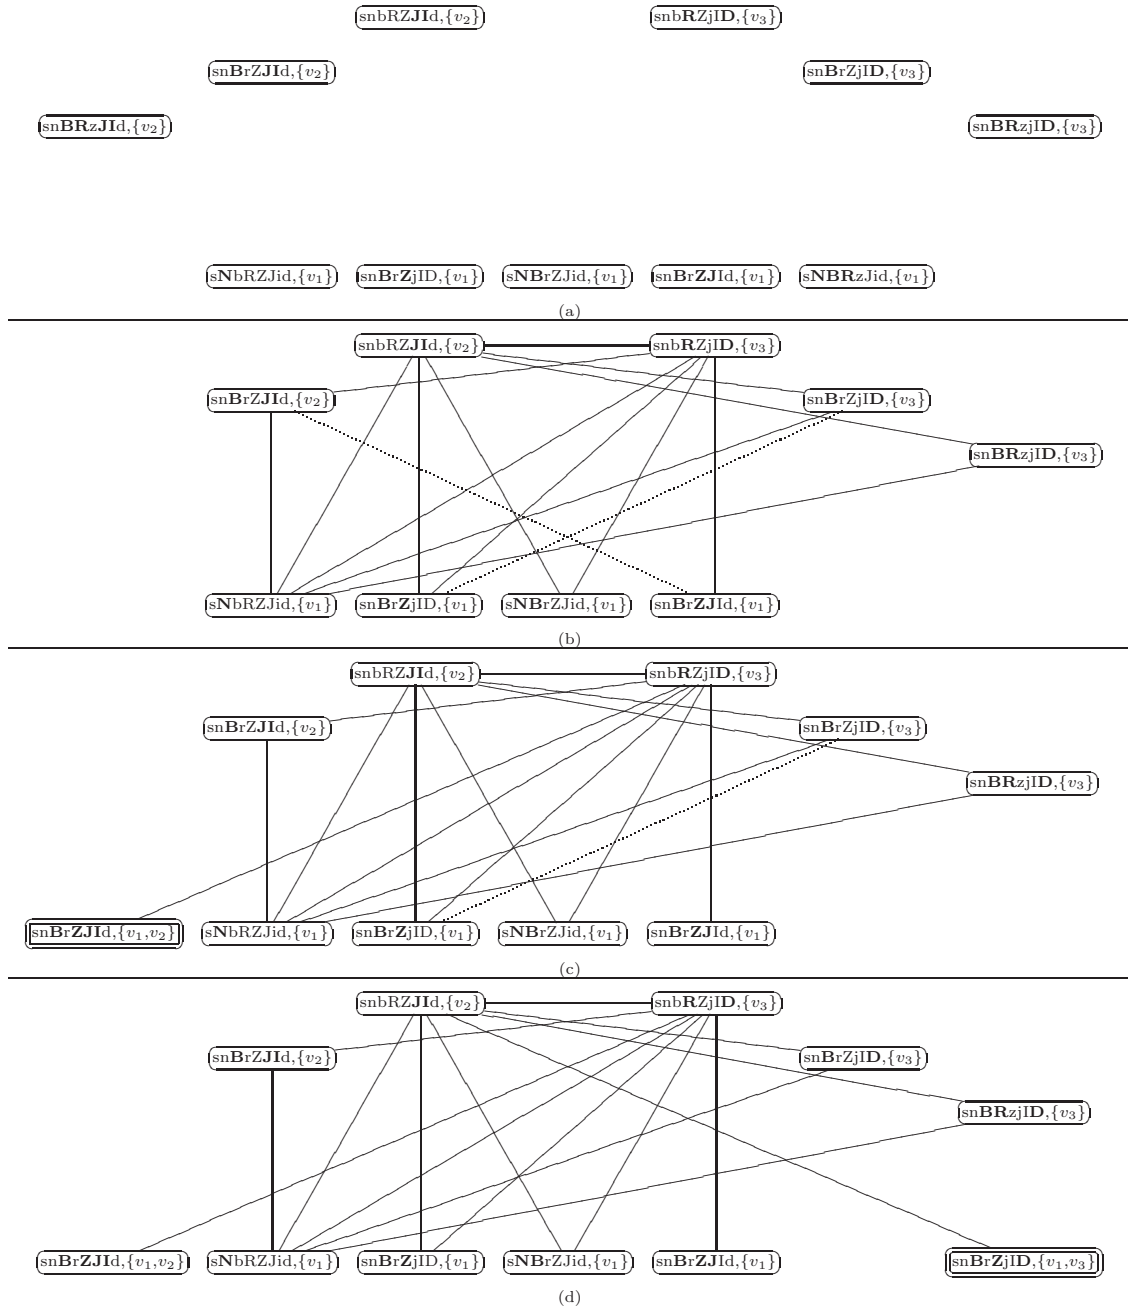 snbRZJId,{v₂} snbRZjID,{v₃}
snBrZJId,{v₂} snBrZjID,{v₃}
snBRzJId,{v₂} snBRzjID,{v₃}
sNbRZJid,{v₁} snBrZjID,{v₁} sNBrZJid,{v₁} snBrZJId,{v₁} sNBRzJid,{v₁}
(a)
snbRZJId,{v₂} snbRZjID,{v₃}
snBrZJId,{v₂} snBrZjID,{v₃}
snBRzjID,{v₃}
sNbRZJid,{v₁} snBrZjID,{v₁} sNBrZJid,{v₁} snBrZJId,{v₁}
(b)
snbRZJId,{v₂} snbRZjID,{v₃}
snBrZJId,{v₂} snBrZjID,{v₃}
snBRzjID,{v₃}
snBrZJId,{v₁,v₂} sNbRZJid,{v₁} snBrZjID,{v₁} sNBrZJid,{v₁} snBrZJId,{v₁}
(c)
snbRZJId,{v₂} snbRZjID,{v₃}
snBrZJId,{v₂} snBrZjID,{v₃}
snBRzjID,{v₃}
snBrZJId,{v₁,v₂} sNbRZJid,{v₁} snBrZjID,{v₁} sNBrZJid,{v₁} snBrZJId,{v₁} snBrZjID,{v₁,v₃}
(d)